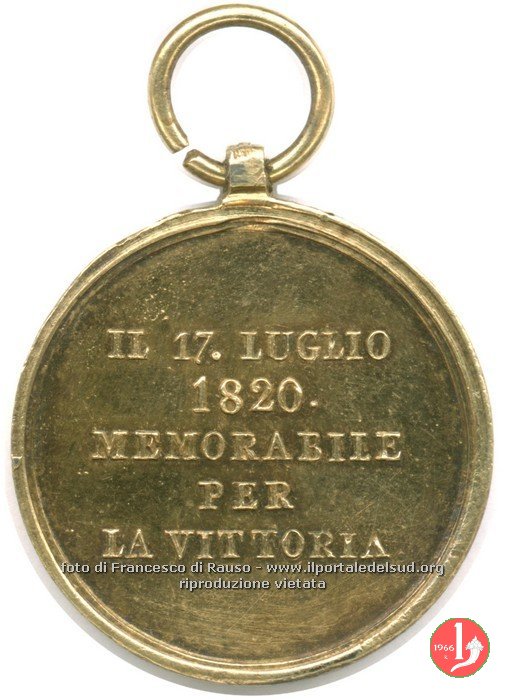 IL 17. LUGLIO
1820.
MEMORABILE
PER
LA VITTORIA
foto di Francesco di Rauso - www.ilportaledelsud.org
riproduzione vietata
1966